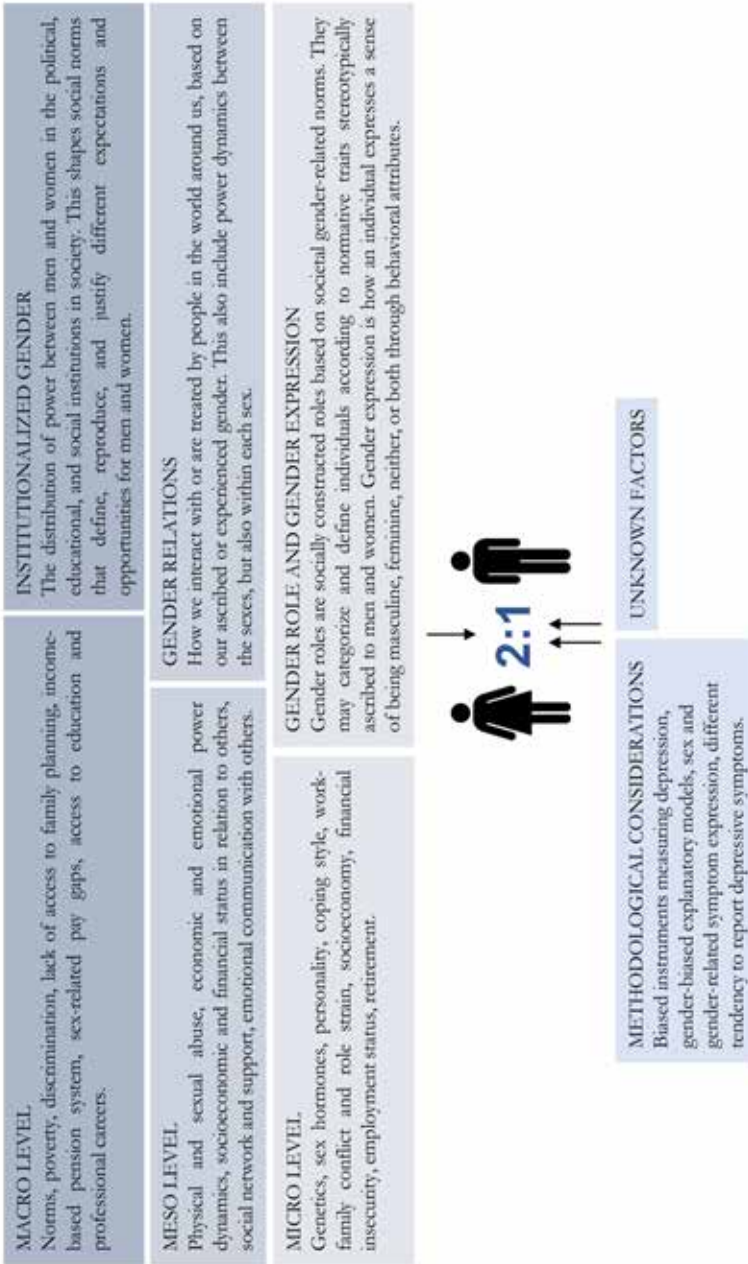 MACRO LEVEL
Norms, poverty, discrimination, lack of access to family planning, income-
based pension system, sex-related pay gaps, access to education and
professional careers.
INSTITUTIONALIZED GENDER
The distribution of power between men and women in the political,
educational, and social institutions in society. This shapes social norms
that define, reproduce, and justify different expectations and
opportunities for men and women.
MESO LEVEL
Physical and sexual abuse, economic and emotional power
dynamics, socioeconomic and financial status in relation to others,
social network and support, emotional communication with others.
GENDER RELATIONS
How we interact with or are treated by people in the world around us, based on
our ascribed or experienced gender. This also include power dynamics between
the sexes, but also within each sex.
MICRO LEVEL
Genetics, sex hormones, personality, coping style, work-
family conflict and role strain, socioeconomy, financial
insecurity, employment status, retirement.
GENDER ROLE AND GENDER EXPRESSION
Gender roles are socially constructed roles based on societal gender-related norms. They
may categorize and define individuals according to normative traits stereotypically
ascribed to men and women. Gender expression is how an individual expresses a sense
of being masculine, feminine, neither, or both through behavioral attributes.
2:1
METHODOLOGICAL CONSIDERATIONS
Biased instruments measuring depression,
gender-biased explanatory models, sex and
gender-related symptom expression, different
tendency to report depressive symptoms.
UNKNOWN FACTORS